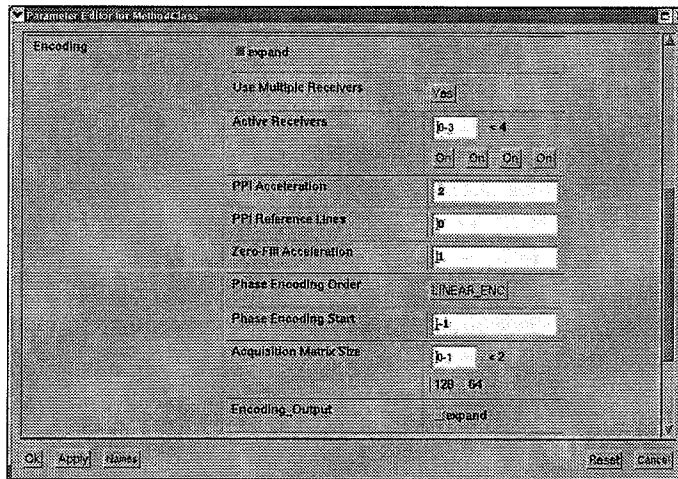 Parameter Editor for MethodClass
Encoding
expand
Use Multiple Receivers Yes
Active Receivers 0-3 < 4
On On On On
PPI Acceleration 2
PPI Reference Lines 0
Zero-Fill Acceleration 1
Phase Encoding Order LINEAR_ENC
Phase Encoding Start -1
Acquisition Matrix Size 0-1 < 2
128 64
Encoding_Output expand
Ok Apply Names Reset Cancel